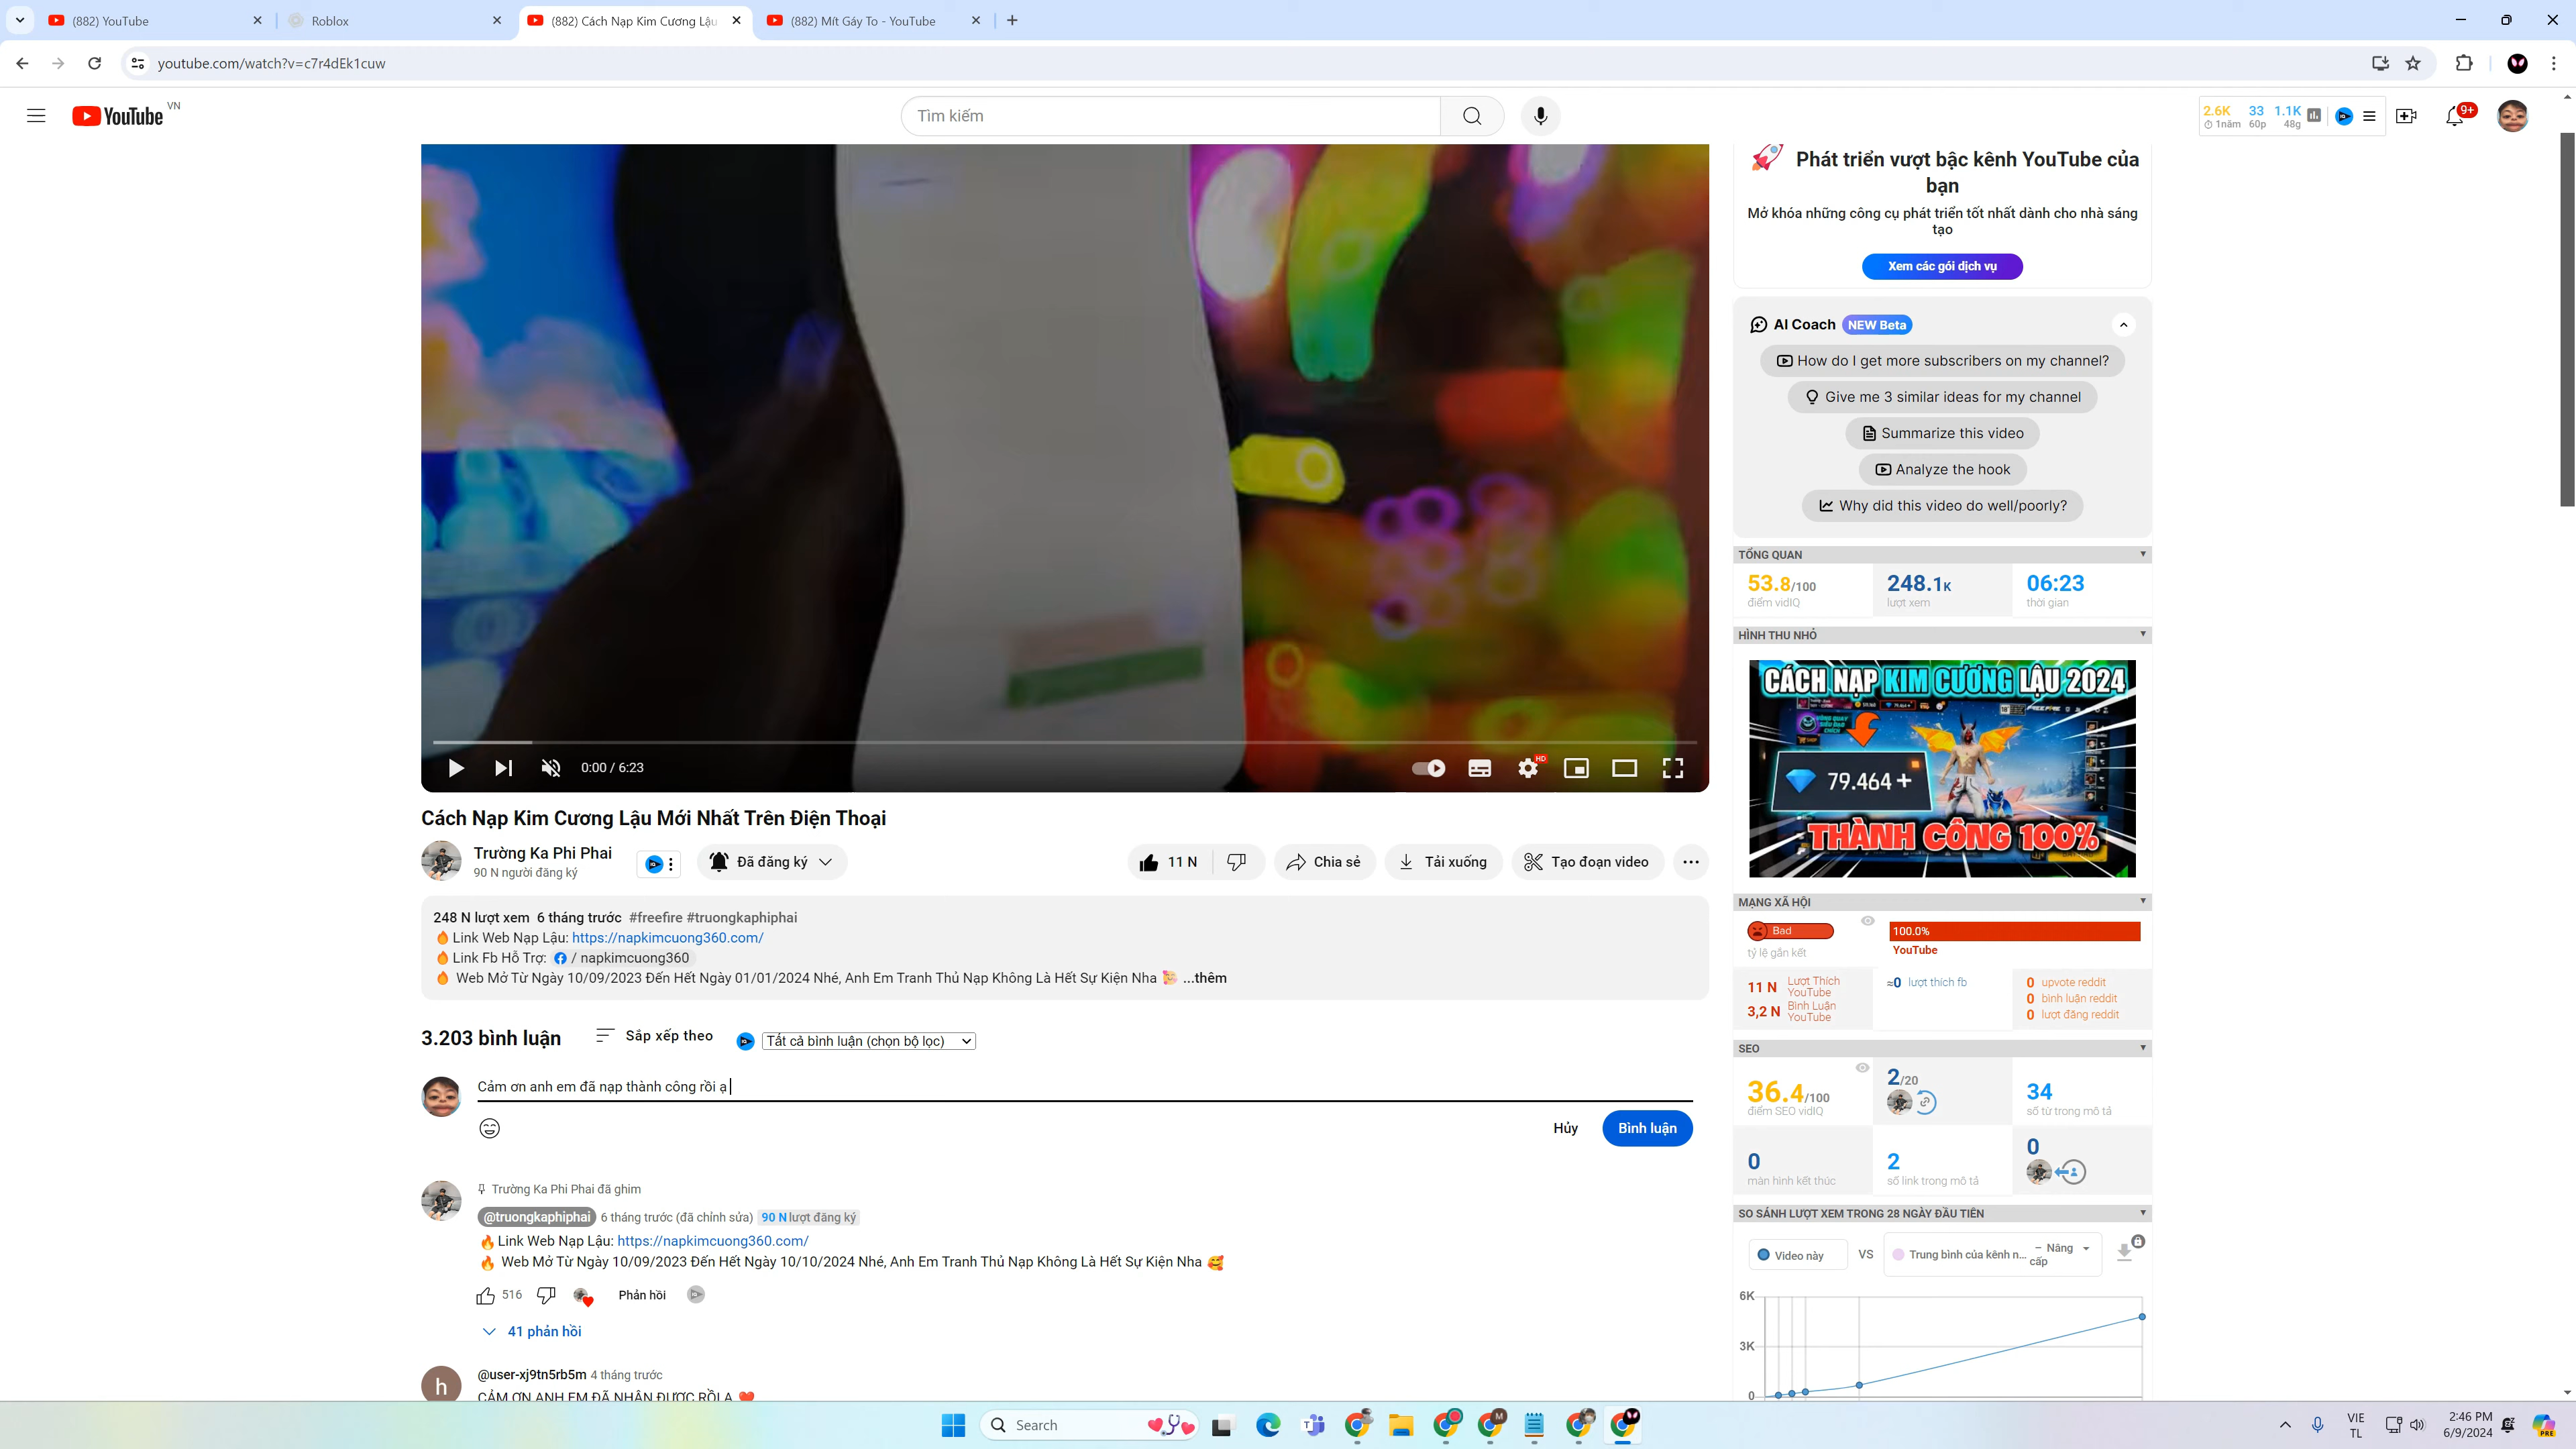 (882) YouTube
Roblox
(882) Cách Nạp Kim Cương Lậu
(882) Mít Gáy To - YouTube
youtube.com/watch?v=c7r4dEk1cuw
YouTube VN
Tìm kiếm
2.6K 33 1.1K
1năm 60p 48g
9+
Phát triển vượt bậc kênh YouTube của
bạn
Mở khóa những công cụ phát triển tốt nhất dành cho nhà sáng
tạo
Xem các gói dịch vụ
AI Coach NEW Beta
How do I get more subscribers on my channel?
Give me 3 similar ideas for my channel
Summarize this video
Analyze the hook
Why did this video do well/poorly?
TỔNG QUAN
53.8/100 248.1K 06:23
điểm vidIQ lượt xem thời gian
HÌNH THU NHỎ
CÁCH NẠP KIM CƯƠNG LẬU 2024
79.464 +
THÀNH CÔNG 100%
MẠNG XÃ HỘI
Bad
tỷ lệ gắn kết
100.0%
YouTube
11 N Lượt Thích
YouTube
3,2 N Bình Luận
YouTube
≈0 lượt thích fb
0 upvote reddit
0 bình luận reddit
0 lượt đăng reddit
SEO
36.4/100
điểm SEO vidIQ
2/20
34
số từ trong mô tả
0
màn hình kết thúc
2
số link trong mô tả
0
SO SÁNH LƯỢT XEM TRONG 28 NGÀY ĐẦU TIÊN
Video này VS Trung bình của kênh n... – Nâng
cấp
6K
3K
0
0:00 / 6:23
HD
Cách Nạp Kim Cương Lậu Mới Nhất Trên Điện Thoại
Trường Ka Phi Phai
90 N người đăng ký
Đã đăng ký
11 N
Chia sẻ
Tải xuống
Tạo đoạn video
248 N lượt xem 6 tháng trước #freefire #truongkaphiphai
🔥Link Web Nạp Lậu: https://napkimcuong360.com/
🔥Link Fb Hỗ Trợ: / napkimcuong360
🔥 Web Mở Từ Ngày 10/09/2023 Đến Hết Ngày 01/01/2024 Nhé, Anh Em Tranh Thủ Nạp Không Là Hết Sự Kiện Nha 🥳 ...thêm
3.203 bình luận
Sắp xếp theo
Tất cả bình luận (chọn bộ lọc)
Cảm ơn anh em đã nạp thành công rồi ạ
Hủy
Bình luận
Trường Ka Phi Phai đã ghim
@truongkaphiphai 6 tháng trước (đã chỉnh sửa) 90 N lượt đăng ký
🔥Link Web Nạp Lậu: https://napkimcuong360.com/
🔥 Web Mở Từ Ngày 10/09/2023 Đến Hết Ngày 10/10/2024 Nhé, Anh Em Tranh Thủ Nạp Không Là Hết Sự Kiện Nha 🥰
516
Phản hồi
41 phản hồi
h
@user-xj9tn5rb5m 4 tháng trước
CẢM ƠN ANH EM ĐÃ NHẬN ĐƯỢC RỒI Ạ ❤️
Search
VIE
TL
2:46 PM
6/9/2024
PRE